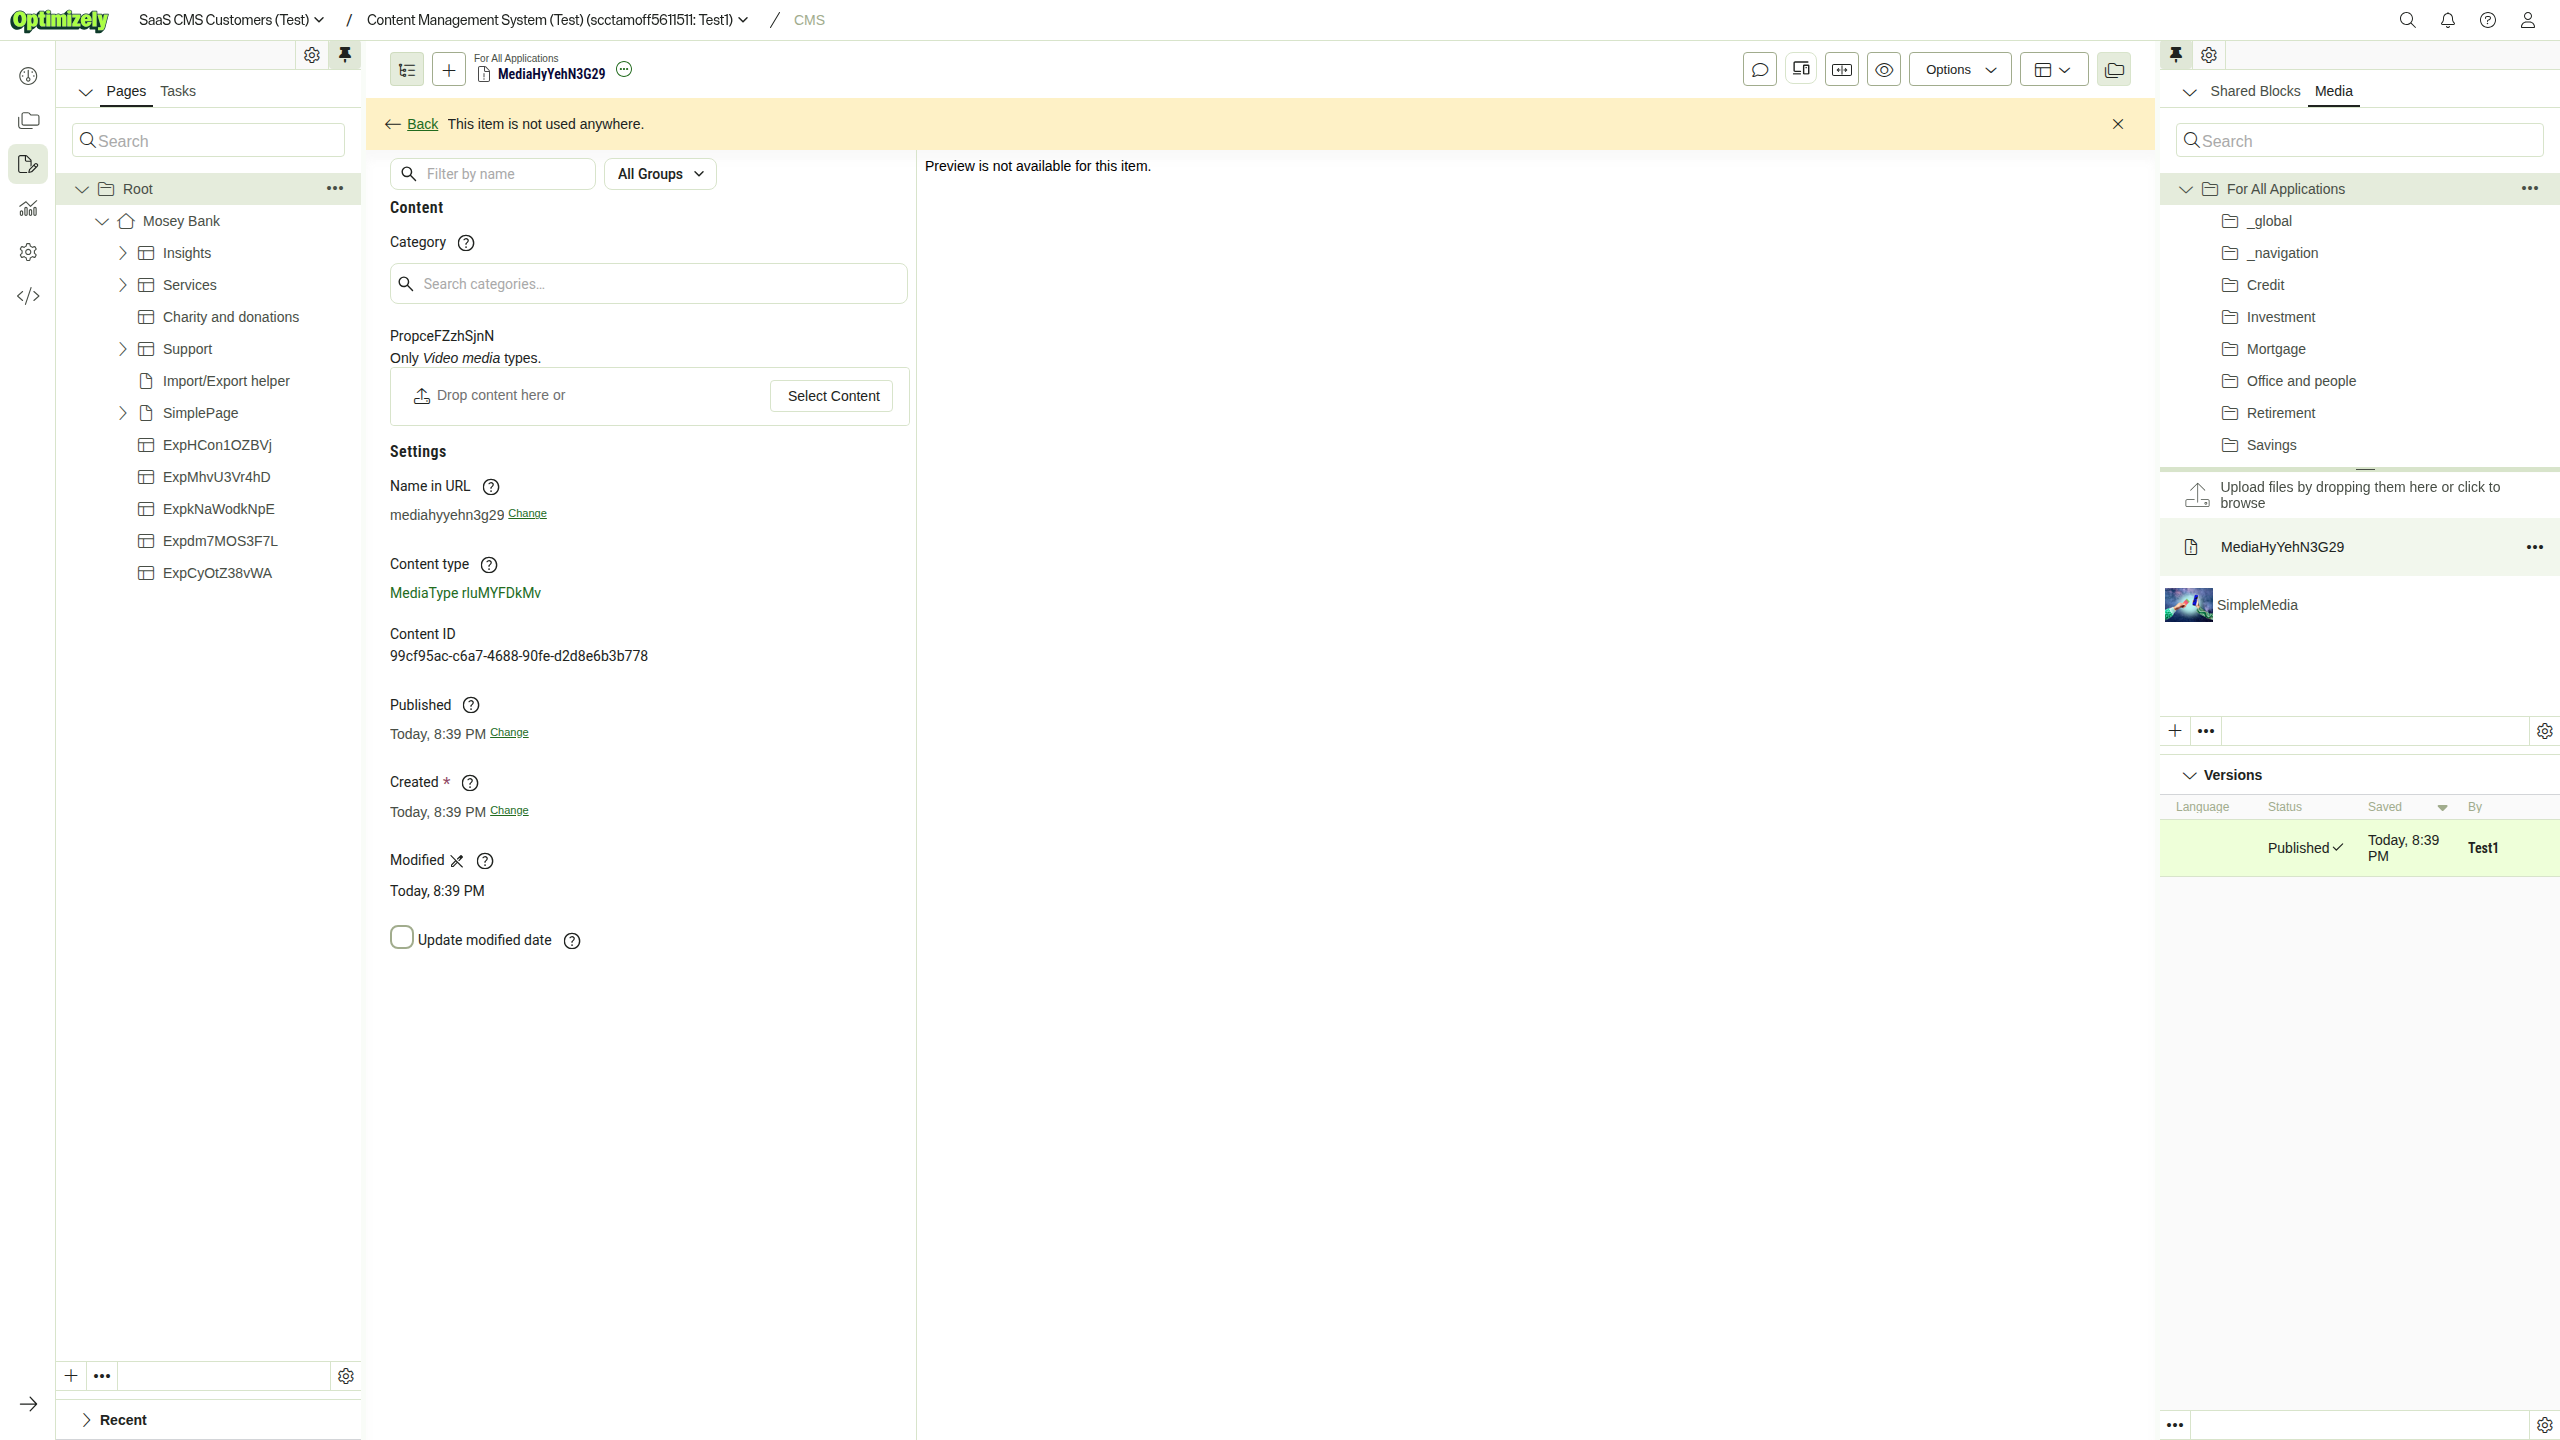 Optimizely
SaaS CMS Customers (Test)
/
Content Management System (Test) (scctamoff5611511: Test1)
/
CMS
Pages
Tasks
Search
Root
Mosey Bank
Insights
Services
Charity and donations
Support
Import/Export helper
SimplePage
ExpHCon1OZBVj
ExpMhvU3Vr4hD
ExpkNaWodkNpE
Expdm7MOS3F7L
ExpCyOtZ38vWA
Recent
For All Applications
MediaHyYehN3G29
Options
Back This item is not used anywhere.
Filter by name
All Groups
Content
Category
Search categories...
PropceFZzhSjnN
Only Video media types.
Drop content here or
Select Content
Settings
Name in URL
mediahyyehn3g29 Change
Content type
MediaType rluMYFDkMv
Content ID
99cf95ac-c6a7-4688-90fe-d2d8e6b3b778
Published
Today, 8:39 PM Change
Created *
Today, 8:39 PM Change
Modified
Today, 8:39 PM
Update modified date
Preview is not available for this item.
Shared Blocks
Media
Search
For All Applications
_global
_navigation
Credit
Investment
Mortgage
Office and people
Retirement
Savings
Upload files by dropping them here or click to
browse
MediaHyYehN3G29
SimpleMedia
Versions
Language Status Saved By
Published Today, 8:39 PM Test1